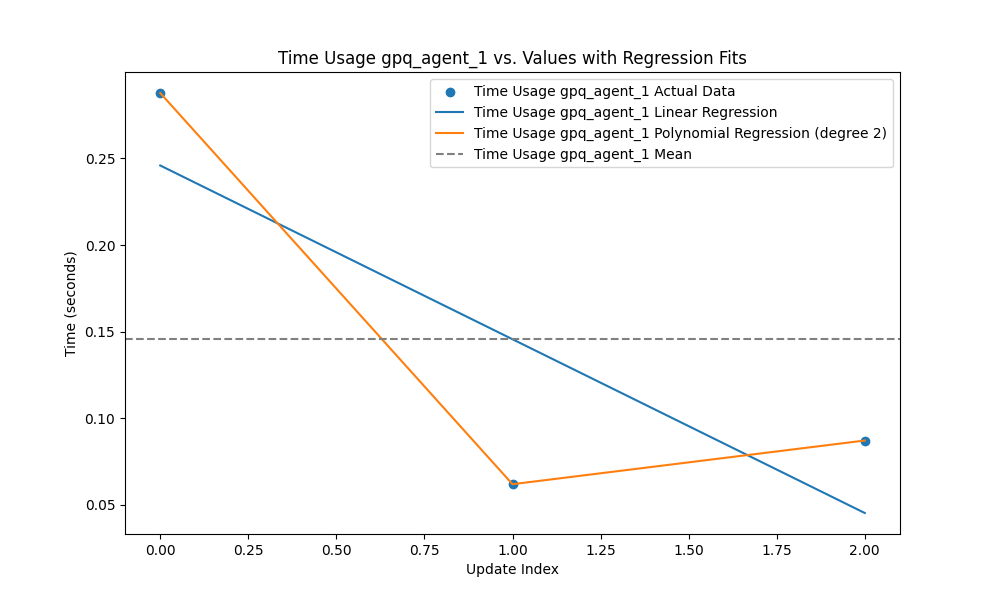 Time Usage gpq_agent_1 vs. Values with Regression Fits
Time Usage gpq_agent_1 Actual Data
Time Usage gpq_agent_1 Linear Regression
Time Usage gpq_agent_1 Polynomial Regression (degree 2)
Time Usage gpq_agent_1 Mean
Time (seconds)
0.25
0.20
0.15
0.10
0.05
0.00 0.25 0.50 0.75 1.00 1.25 1.50 1.75 2.00
Update Index